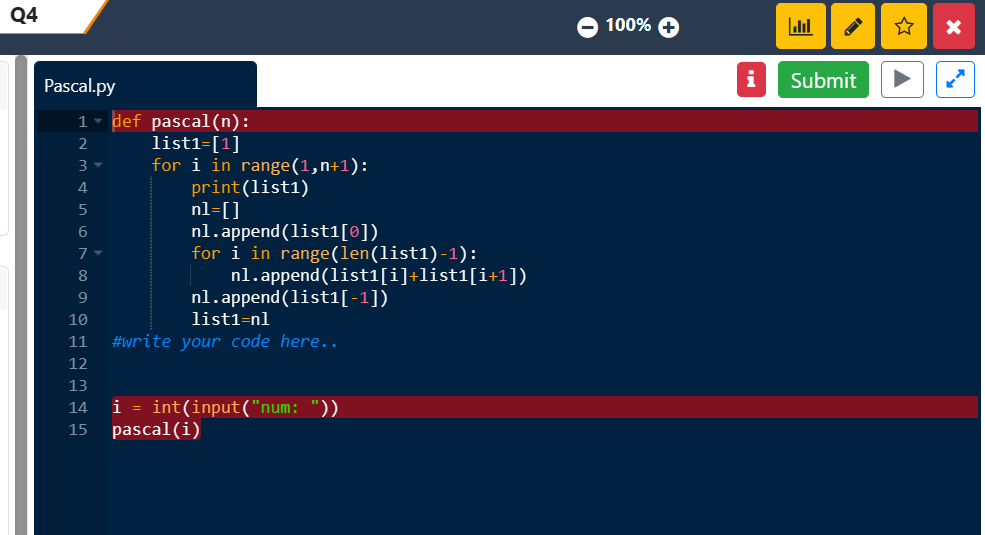 Q4
100%
Pascal.py
Submit
1 def pascal(n):
2     list1=[1]
3     for i in range(1,n+1):
4         print(list1)
5         nl=[]
6         nl.append(list1[0])
7         for i in range(len(list1)-1):
8             nl.append(list1[i]+list1[i+1])
9         nl.append(list1[-1])
10         list1=nl
11 #write your code here..
12
13
14 i = int(input("num: "))
15 pascal(i)